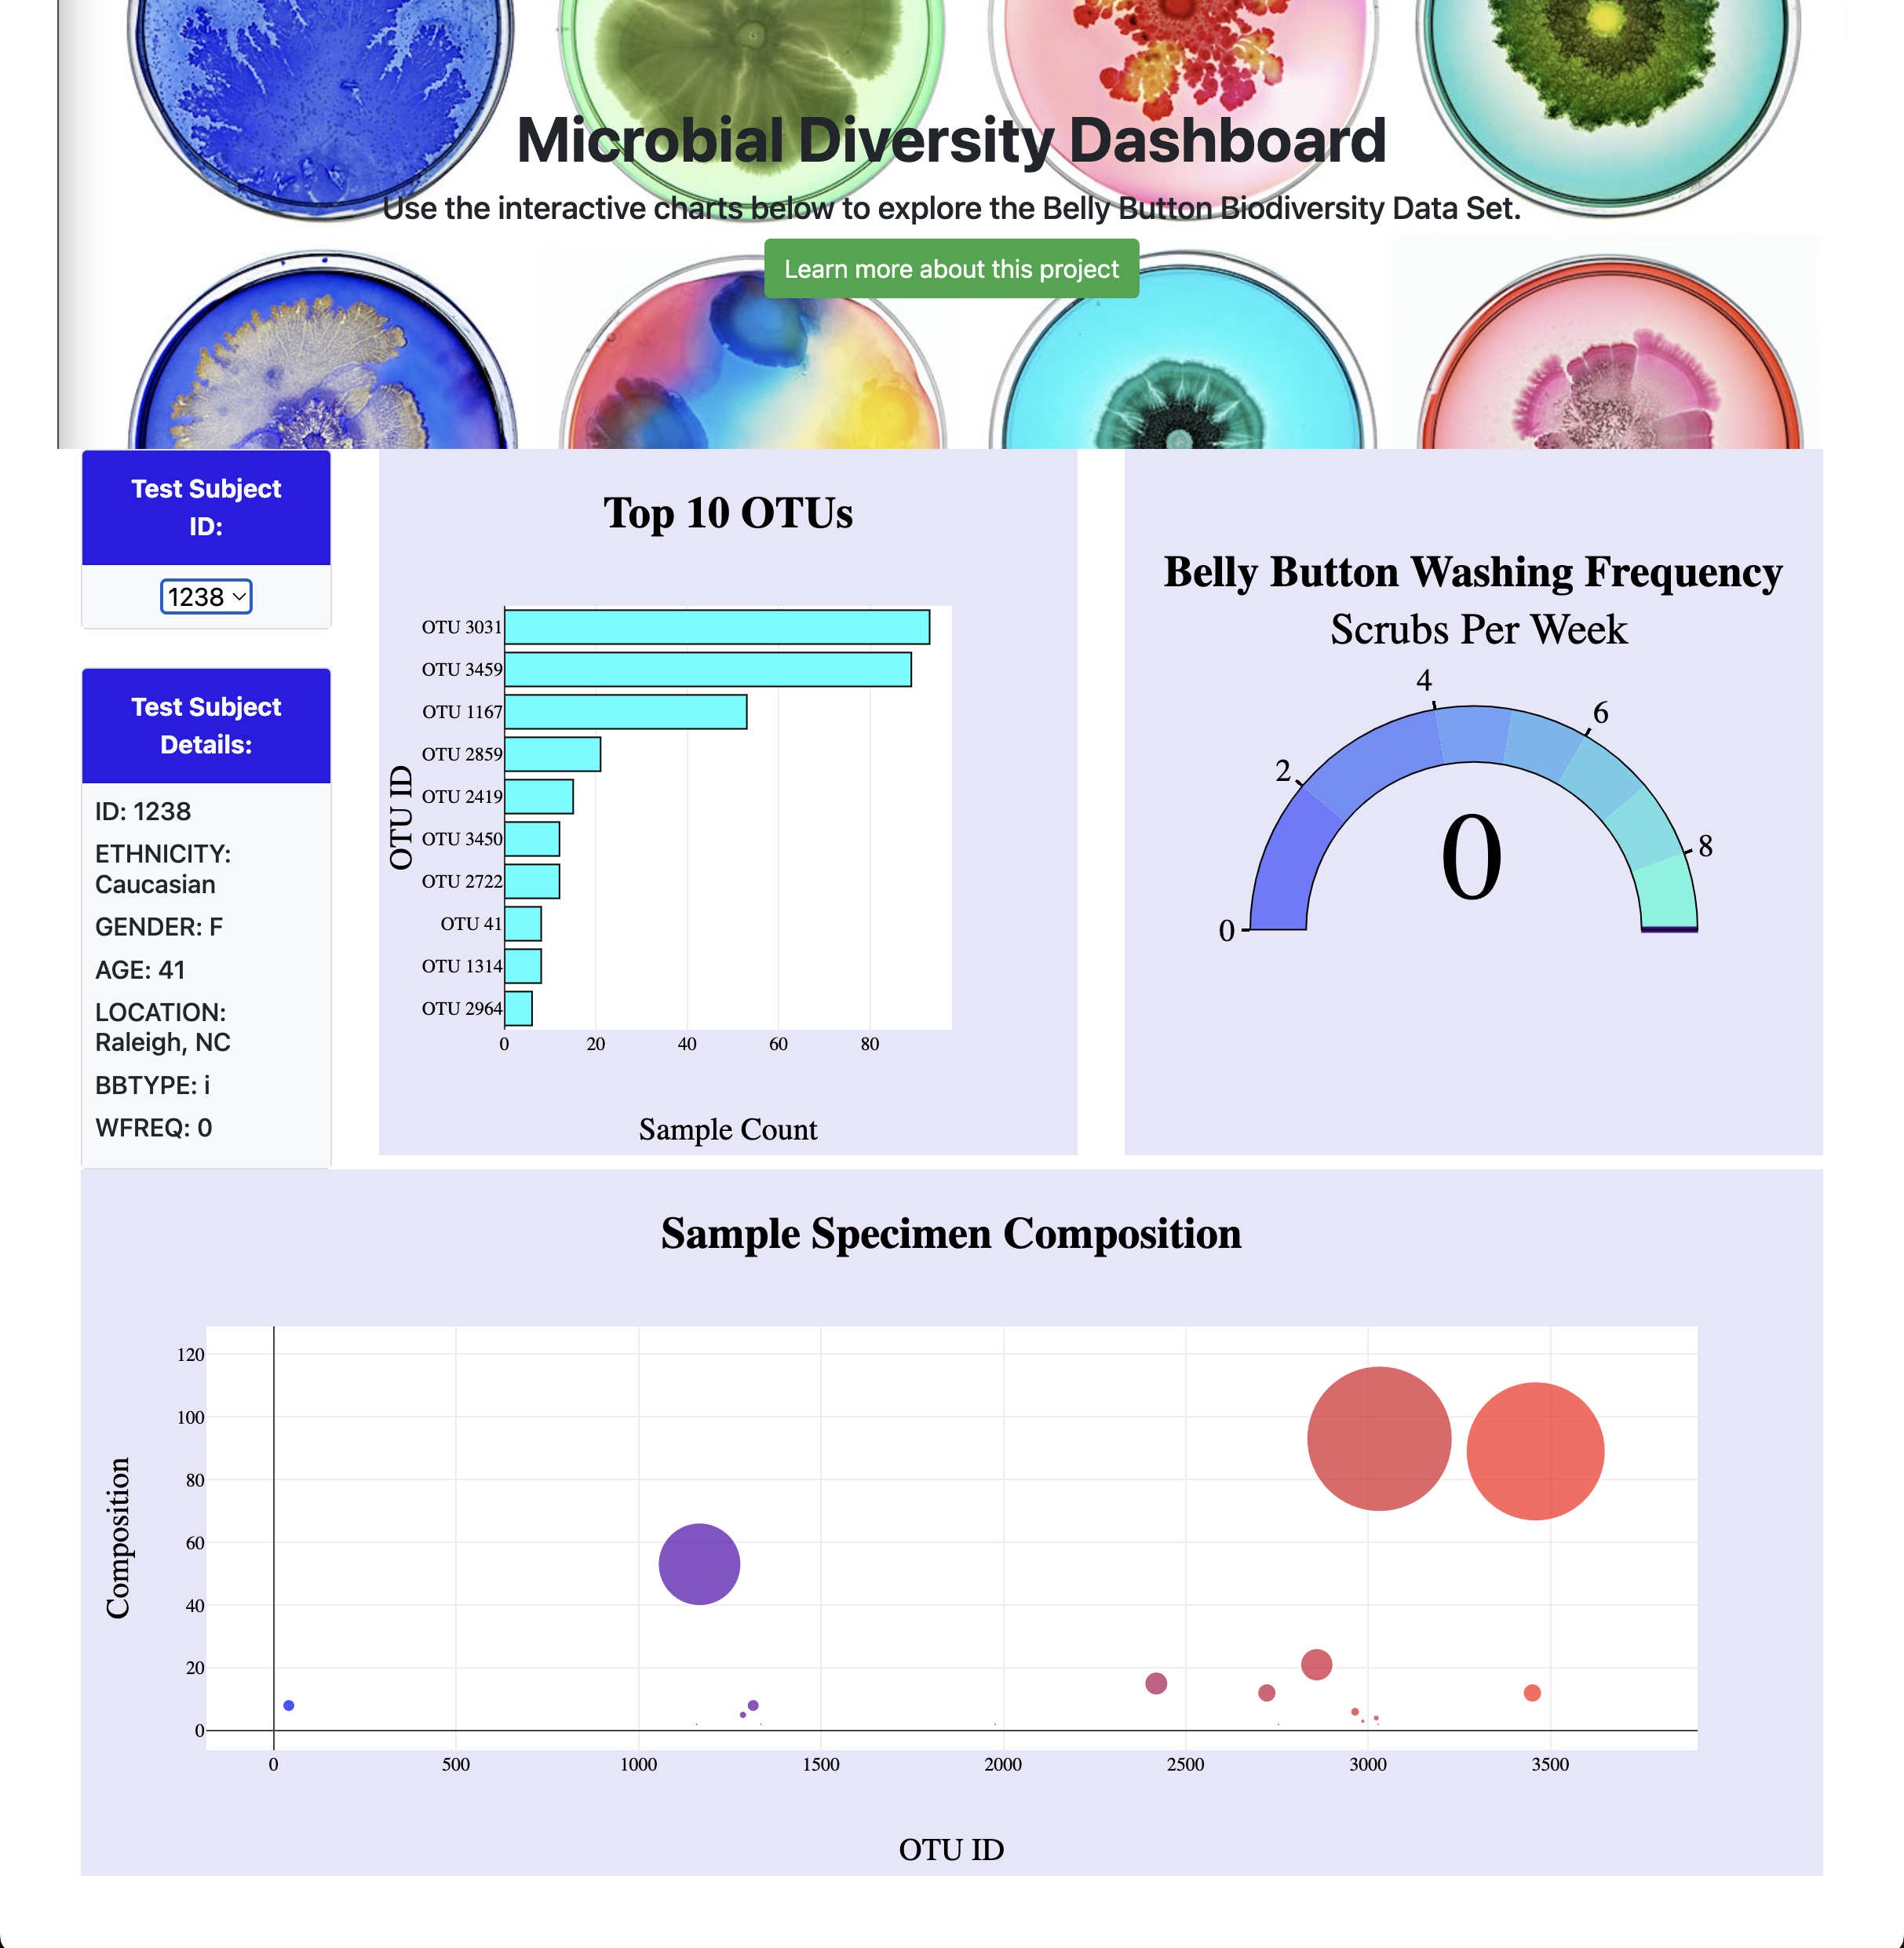 Microbial Diversity Dashboard
Use the interactive charts below to explore the Belly Button Biodiversity Data Set.
Learn more about this project
Test Subject
ID:
1238
Test Subject
Details:
ID: 1238
ETHNICITY:
Caucasian
GENDER: F
AGE: 41
LOCATION:
Raleigh, NC
BBTYPE: i
WFREQ: 0
Top 10 OTUs
OTU ID
OTU 3031
OTU 3459
OTU 1167
OTU 2859
OTU 2419
OTU 3450
OTU 2722
OTU 41
OTU 1314
OTU 2964
0 20 40 60 80
Sample Count
Belly Button Washing Frequency
Scrubs Per Week
0
2
4
6
8
0
Sample Specimen Composition
Composition
120
100
80
60
40
20
0
0 500 1000 1500 2000 2500 3000 3500
OTU ID